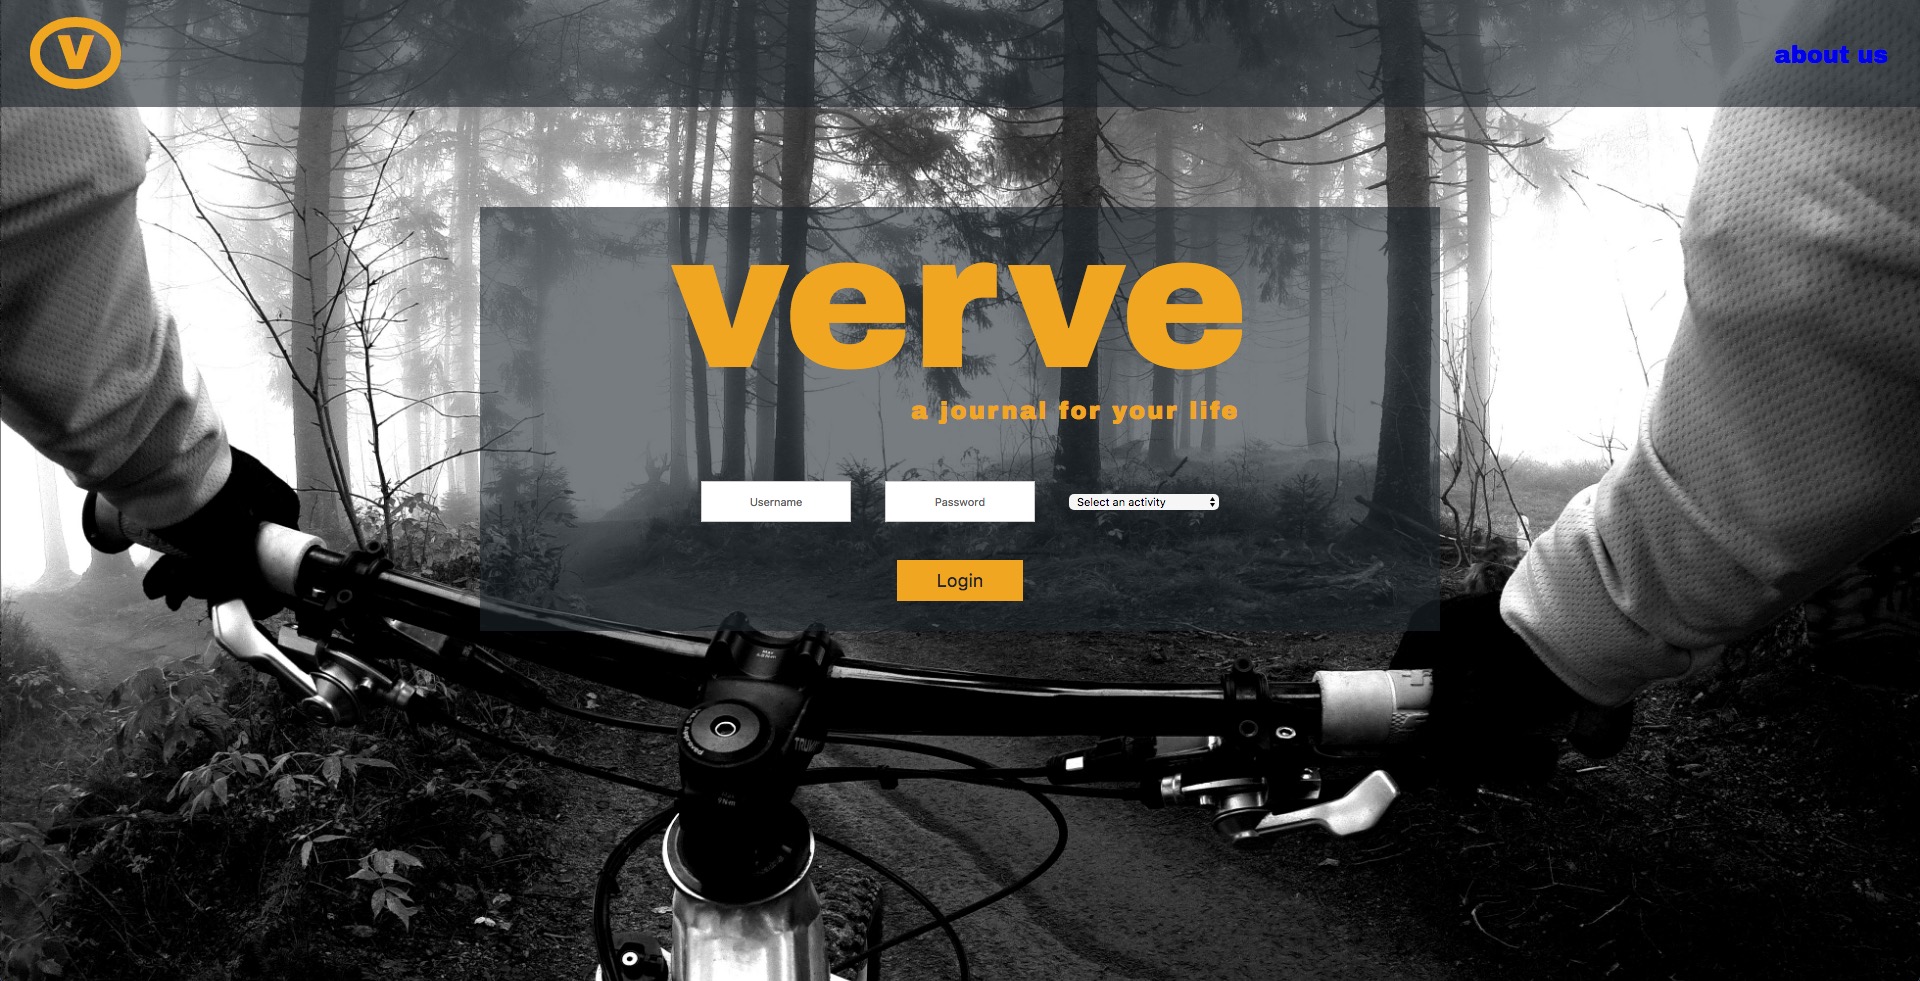 V
about us
verve
a journal for your life
Username
Password
Select an activity
Login